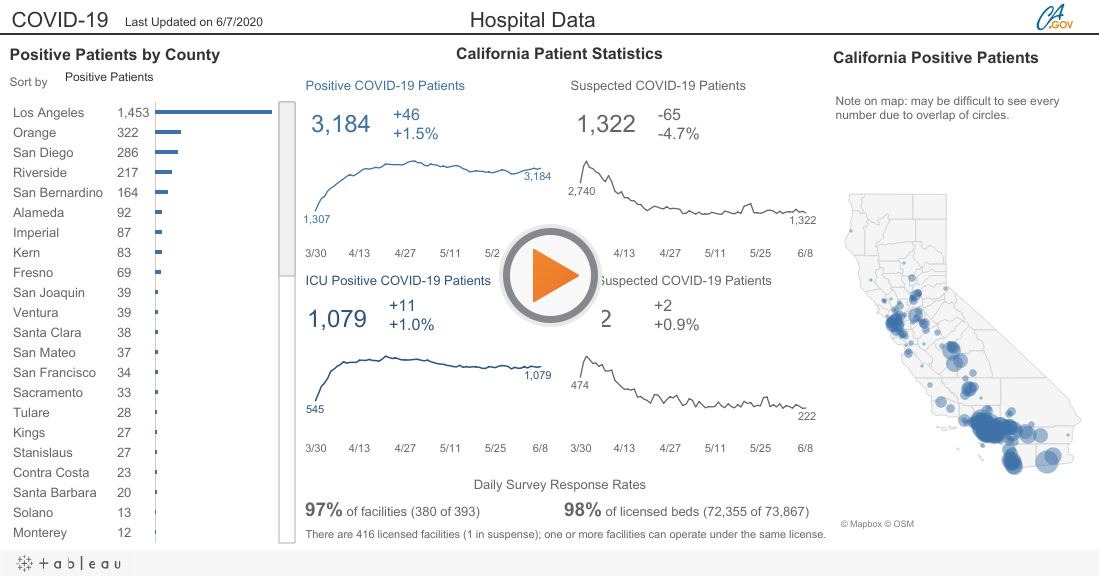 COVID-19 Last Updated on 6/7/2020 Hospital Data CA.GOV
Positive Patients by County
Sort by Positive Patients
Los Angeles 1,453
Orange 322
San Diego 286
Riverside 217
San Bernardino 164
Alameda 92
Imperial 87
Kern 83
Fresno 69
San Joaquin 39
Ventura 39
Santa Clara 38
San Mateo 37
San Francisco 34
Sacramento 33
Tulare 28
Kings 27
Stanislaus 27
Contra Costa 23
Santa Barbara 20
Solano 13
Monterey 12
California Patient Statistics
Positive COVID-19 Patients
3,184 +46
+1.5%
3,184
1,307
3/30 4/13 4/27 5/11
6/8
Suspected COVID-19 Patients
1,322 -65
-4.7%
2,740
1,322
4/13 4/27 5/11 5/25 6/8
ICU Positive COVID-19 Patients
1,079 +11
+1.0%
1,079
545
3/30 4/13 4/27 5/11 5/25 6/8
Suspected COVID-19 Patients
+2
+0.9%
474
222
3/30 4/13 4/27 5/11 5/25 6/8
Daily Survey Response Rates
97% of facilities (380 of 393) 98% of licensed beds (72,355 of 73,867)
There are 416 licensed facilities (1 in suspense); one or more facilities can operate under the same license.
California Positive Patients
Note on map: may be difficult to see every
number due to overlap of circles.
© Mapbox © OSM
+ableau